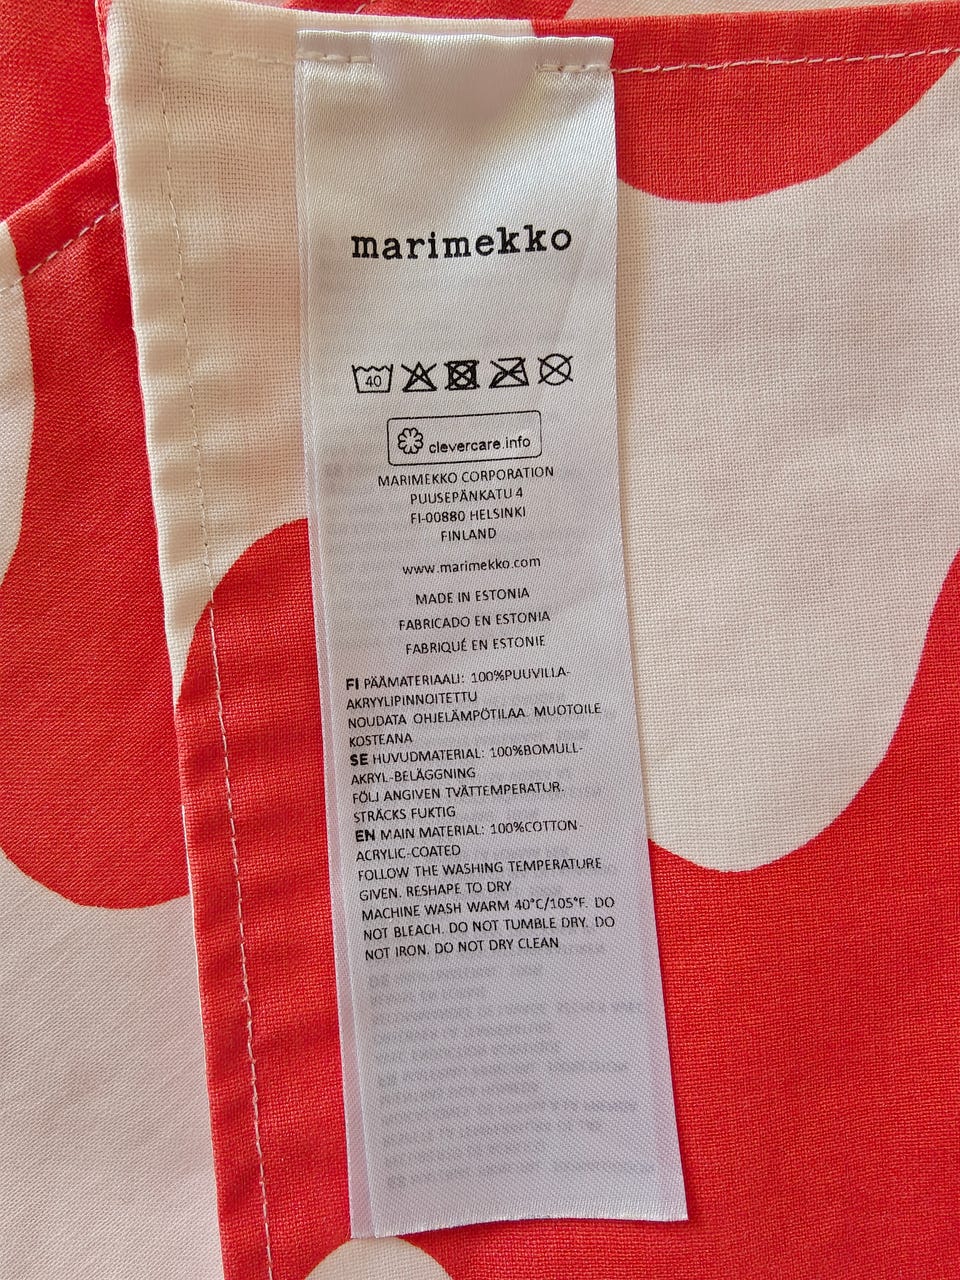 marimekko
40
clevercare.info
MARIMEKKO CORPORATION
PUUSEPÄNKATU 4
FI-00880 HELSINKI
FINLAND
www.marimekko.com
MADE IN ESTONIA
FABRICADO EN ESTONIA
FABRIQUÉ EN ESTONIE
FI PÄÄMATERIAALI: 100%PUUVILLA-
AKRYYLIPINNOITETTU
NOUDATA OHJELÄMPÖTILAA. MUOTOILE
KOSTEANA
SE HUVUDMATERIAL: 100%BOMULL-
AKRYL-BELÄGGNING
FÖLJ ANGIVEN TVÄTTEMPERATUR.
STRÄCKS FUKTIG
EN MAIN MATERIAL: 100%COTTON-
ACRYLIC-COATED
FOLLOW THE WASHING TEMPERATURE
GIVEN. RESHAPE TO DRY
MACHINE WASH WARM 40°C/105°F. DO
NOT BLEACH. DO NOT TUMBLE DRY. DO
NOT IRON. DO NOT DRY CLEAN